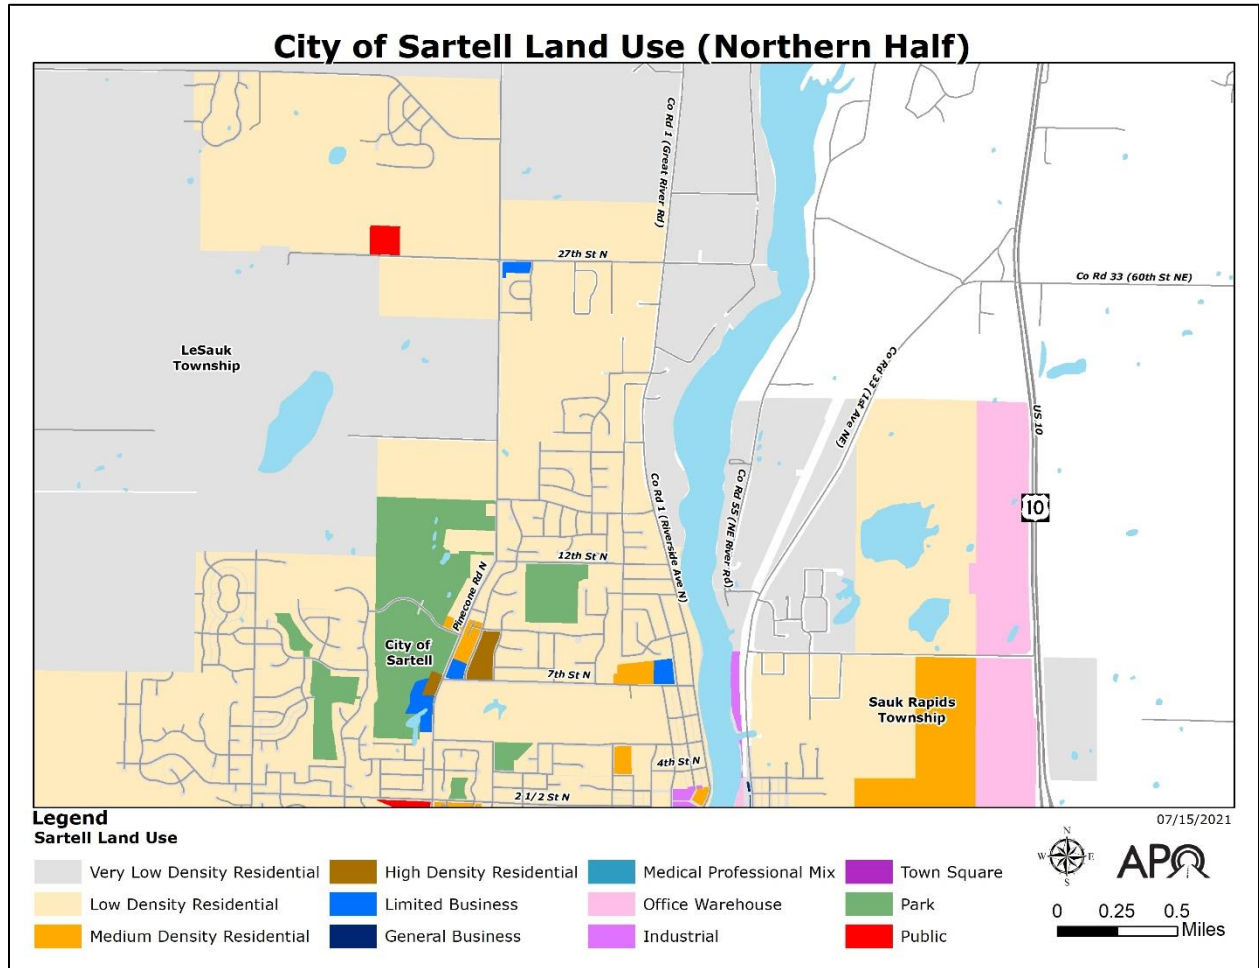 City of Sartell Land Use (Northern Half)
Co Rd 1 (Great River Rd)
27th St N
Co Rd 33 (60th St NE)
LeSauk
Township
Co Rd 33 (1st Ave NE)
US 10
10
Co Rd 1 (Riverside Ave N)
Co Rd 55 (NE River Rd)
12th St N
Pinecone Rd N
City of
Sartell
7th St N
Sauk Rapids
Township
4th St N
2 1/2 St N
Legend
07/15/2021
Sartell Land Use
Very Low Density Residential
High Density Residential
Medical Professional Mix
Town Square
Low Density Residential
Limited Business
Office Warehouse
Park
Medium Density Residential
General Business
Industrial
Public
N
W
E
S
APO
0 0.25 0.5
Miles